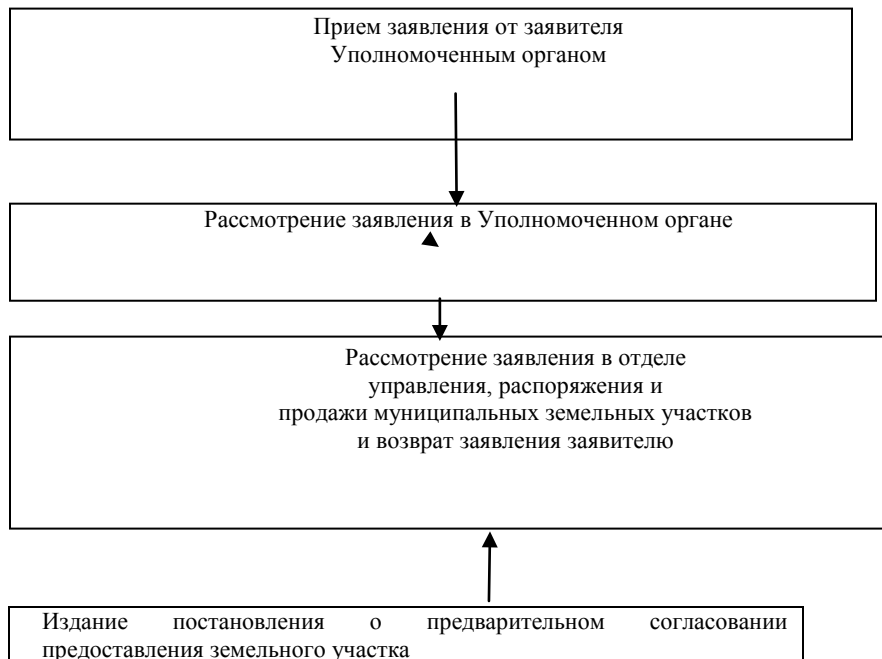 Прием заявления от заявителя
Уполномоченным органом
Рассмотрение заявления в Уполномоченном органе
Рассмотрение заявления в отделе
управления, распоряжения и
продажи муниципальных земельных участков
и возврат заявления заявителю
Издание постановления о предварительном согласовании
предоставления земельного участка